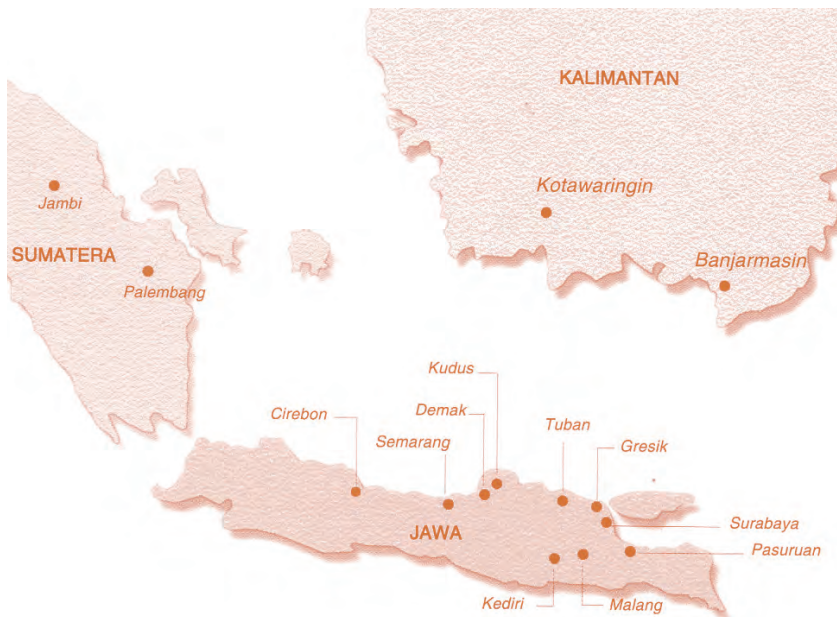 KALIMANTAN
Kotawaringin
Jambi
SUMATERA
Banjarmasin
Palembang
Kudus
Cirebon
Demak
Tuban
Semarang
Gresik
JAWA
Surabaya
Pasuruan
Kediri
Malang